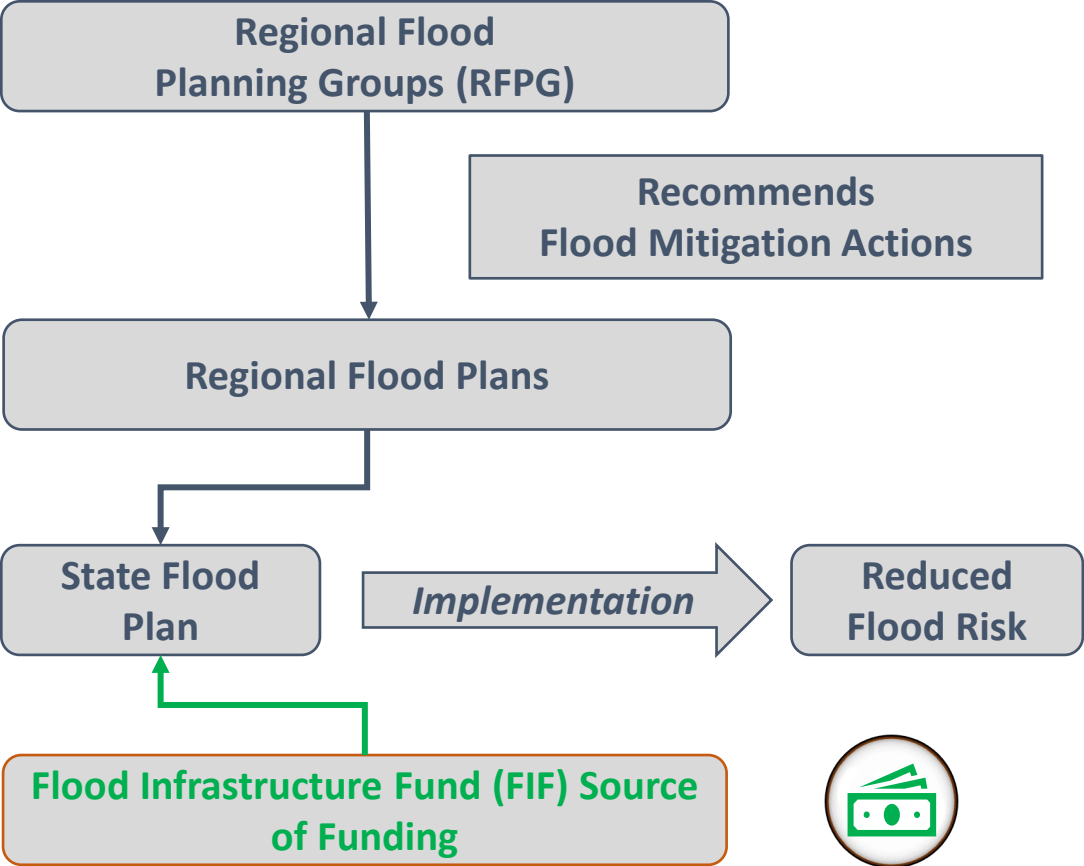 Regional Flood
Planning Groups (RFPG)
Recommends
Flood Mitigation Actions
Regional Flood Plans
State Flood
Plan
Implementation
Reduced
Flood Risk
Flood Infrastructure Fund (FIF) Source
of Funding